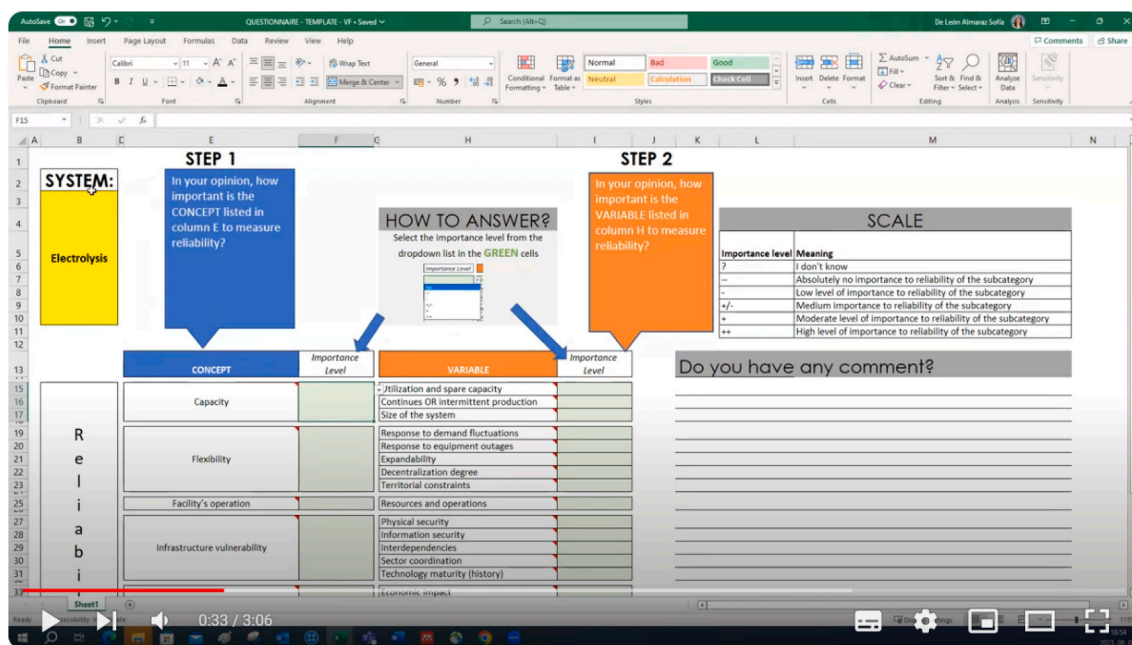 AutoSave On
QUESTIONNAIRE - TEMPLATE - VF • Saved
Search (Alt+Q)
De León Almaraz Sofía
File Home Insert Page Layout Formulas Data Review View Help
Comments Share
Paste
Cut
Copy
Format Painter
Clipboard
Calibri 11
B I U
Font
Wrap Text
Merge & Center
Alignment
General
Number
Conditional Formatting
Format as Table
Normal Bad Good
Neutral Calculation Check Cell
Styles
Insert Delete Format
Cells
AutoSum
Fill
Clear
Sort & Filter
Find & Select
Editing
Analyze Data
Analysis
Sensitivity
Sensitivity
F15
fx
A B E F G H I J K L M N
STEP 1
STEP 2
SYSTEM:
Electrolysis
In your opinion, how
important is the
CONCEPT listed in
column E to measure
reliability?
HOW TO ANSWER?
Select the importance level from the
dropdown list in the GREEN cells
Importance Level
In your opinion, how
important is the
VARIABLE listed in
column H to measure
reliability?
SCALE
Importance level Meaning
? I don't know
-- Absolutely no importance to reliability of the subcategory
- Low level of importance to reliability of the subcategory
+/- Medium importance to reliability of the subcategory
+ Moderate level of importance to reliability of the subcategory
++ High level of importance to reliability of the subcategory
CONCEPT
Importance
Level
VARIABLE
Importance
Level
Do you have any comment?
Capacity
Utilization and spare capacity
Continues OR intermittent production
Size of the system
Flexibility
Response to demand fluctuations
Response to equipment outages
Expandability
Decentralization degree
Territorial constraints
Facility's operation
Resources and operations
Infrastructure vulnerability
Physical security
Information security
Interdependencies
Sector coordination
Technology maturity (history)
Economic impact
R
e
l
i
a
b
i
Sheet1
Ready
0:33 / 3:06